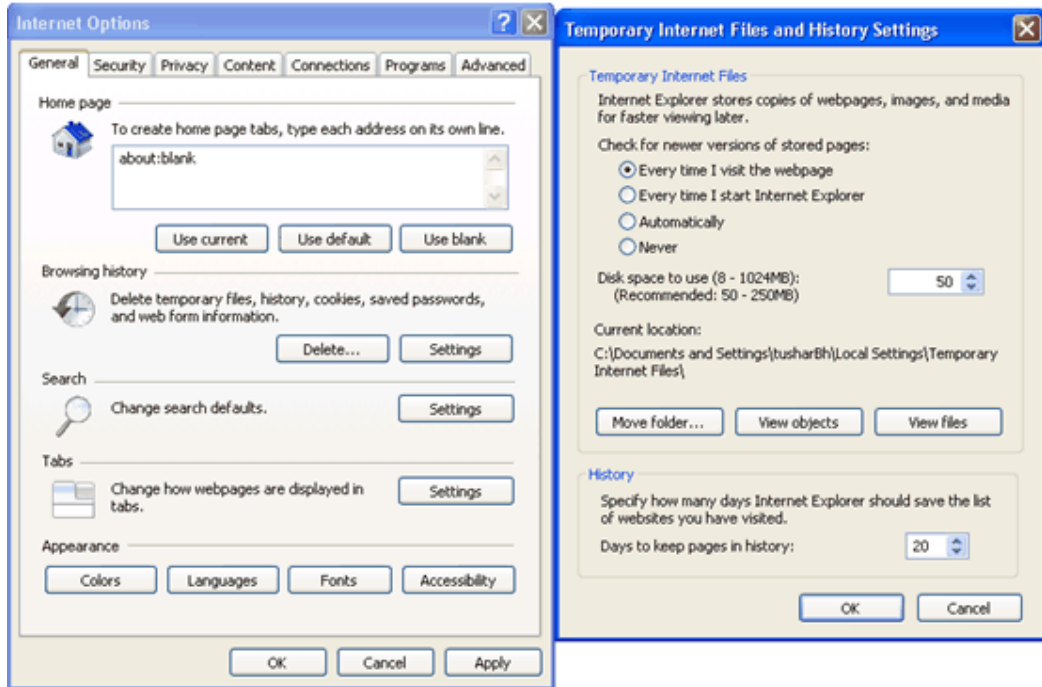 Internet Options
General Security Privacy Content Connections Programs Advanced
Home page
To create home page tabs, type each address on its own line.
about:blank
Use current Use default Use blank
Browsing history
Delete temporary files, history, cookies, saved passwords,
and web form information.
Delete... Settings
Search
Change search defaults. Settings
Tabs
Change how webpages are displayed in
tabs.
Settings
Appearance
Colors Languages Fonts Accessibility
OK Cancel Apply
Temporary Internet Files and History Settings
Temporary Internet Files
Internet Explorer stores copies of webpages, images, and media
for faster viewing later.
Check for newer versions of stored pages:
Every time I visit the webpage
Every time I start Internet Explorer
Automatically
Never
Disk space to use (8 - 1024MB): 50
(Recommended: 50 - 250MB)
Current location:
C:\Documents and Settings\tusharBh\Local Settings\Temporary
Internet Files\
Move folder... View objects View files
History
Specify how many days Internet Explorer should save the list
of websites you have visited.
Days to keep pages in history: 20
OK Cancel